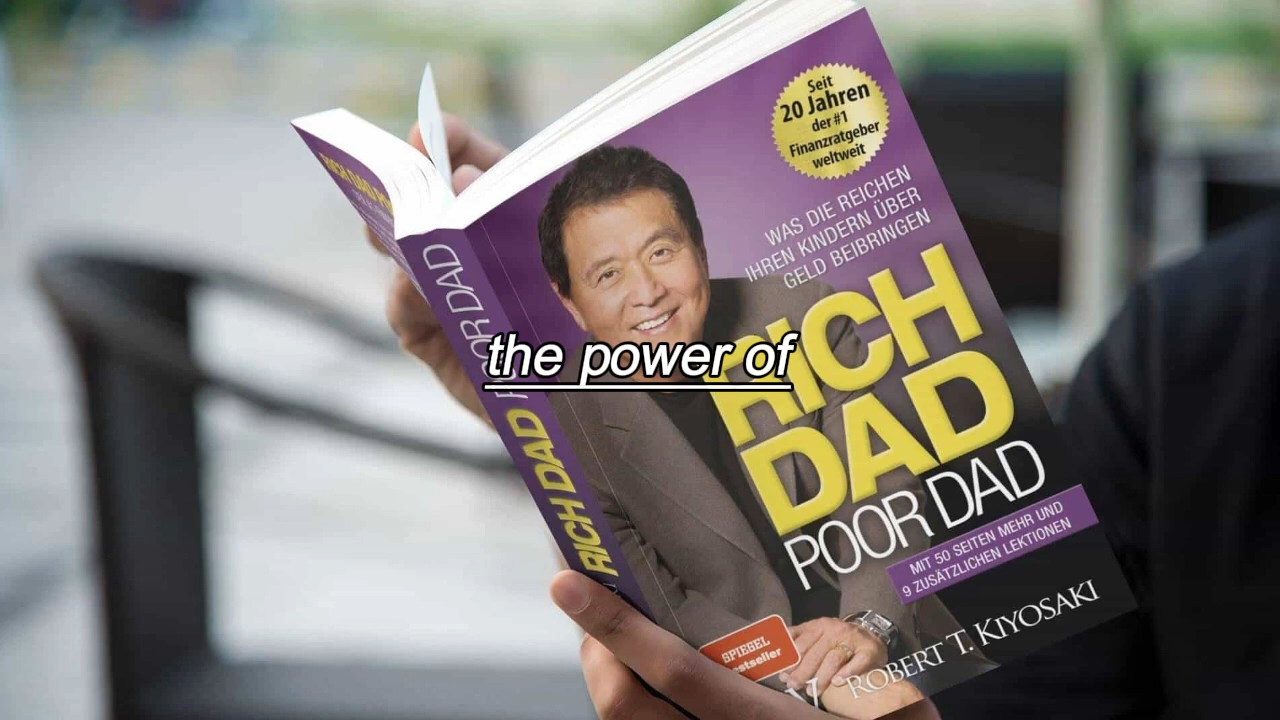 Seit
20 Jahren
der #1
Finanzratgeber
weltweit
WAS DIE REICHEN
IHREN KINDERN ÜBER
GELD BEIBRINGEN
RICH
DAD
POOR DAD
the power of
MIT 50 SEITEN MEHR UND
9 ZUSÄTZLICHEN LEKTIONEN
ROBERT T. KIYOSAKI
SPIEGEL
Bestseller
RICH DAD POOR DAD